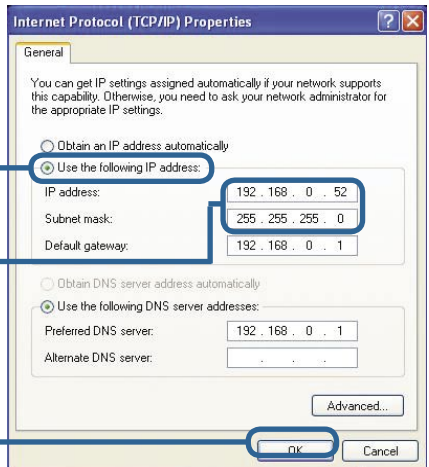 Internet Protocol (TCP/IP) Properties
General
You can get IP settings assigned automatically if your network supports
this capability. Otherwise, you need to ask your network administrator for
the appropriate IP settings.
Obtain an IP address automatically
Use the following IP address:
IP address: 192 . 168 . 0 . 52
Subnet mask: 255 . 255 . 255 . 0
Default gateway: 192 . 168 . 0 . 1
Obtain DNS server address automatically
Use the following DNS server addresses:
Preferred DNS server: 192 . 168 . 0 . 1
Alternate DNS server: . . .
Advanced...
OK Cancel